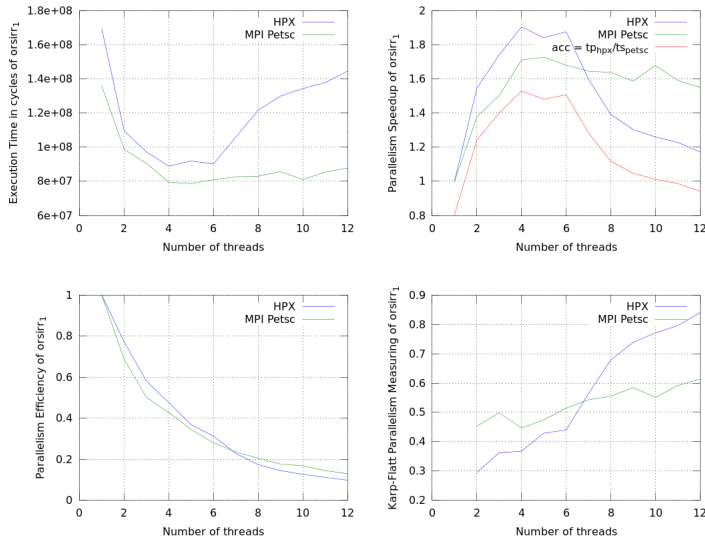 Execution Time in cycles of orsirr₁
1.8e+08
1.6e+08
1.4e+08
1.2e+08
1e+08
8e+07
6e+07
0 2 4 6 8 10 12
Number of threads
HPX
MPI Petsc
Parallelism Speedup of orsirr₁
2
1.8
1.6
1.4
1.2
1
0.8
0 2 4 6 8 10 12
Number of threads
HPX
MPI Petsc
acc = tp_hpx/ts_petsc
Parallelism Efficiency of orsirr₁
1
0.8
0.6
0.4
0.2
0
0 2 4 6 8 10 12
Number of threads
HPX
MPI Petsc
Karp-Flatt Parallelism Measuring of orsirr₁
0.9
0.8
0.7
0.6
0.5
0.4
0.3
0.2
0 2 4 6 8 10 12
Number of threads
HPX
MPI Petsc